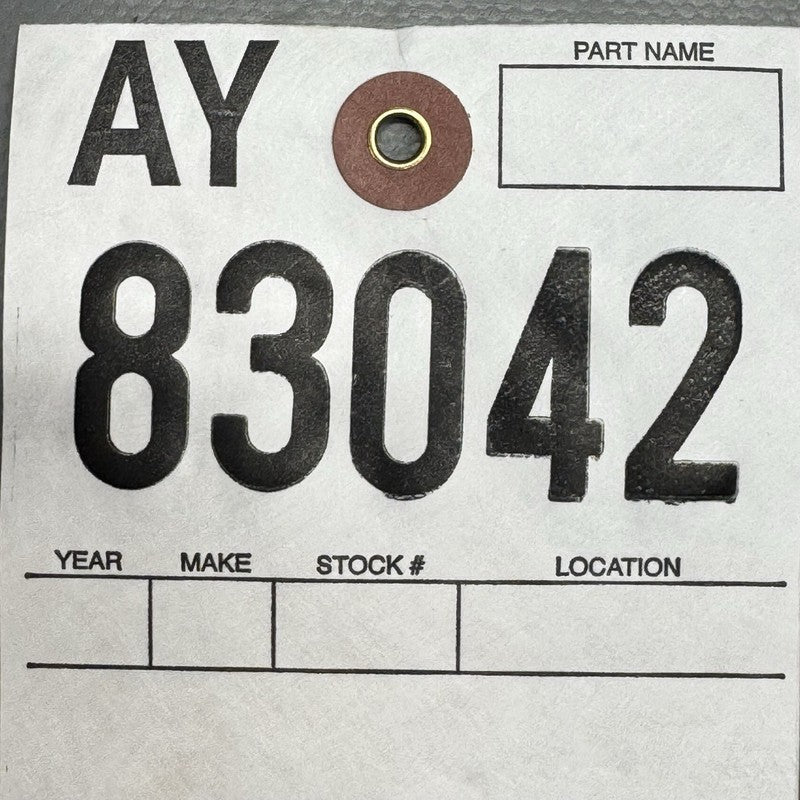 AY
PART NAME
83042
YEAR MAKE STOCK # LOCATION